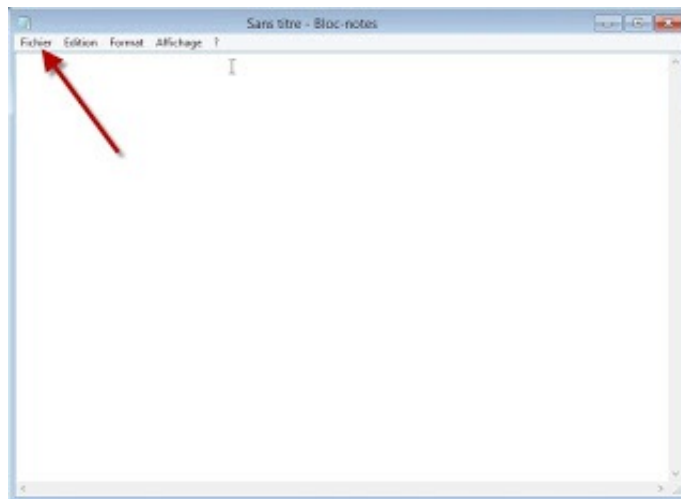 Sans titre - Bloc-notes
Fichier Edition Format Affichage ?